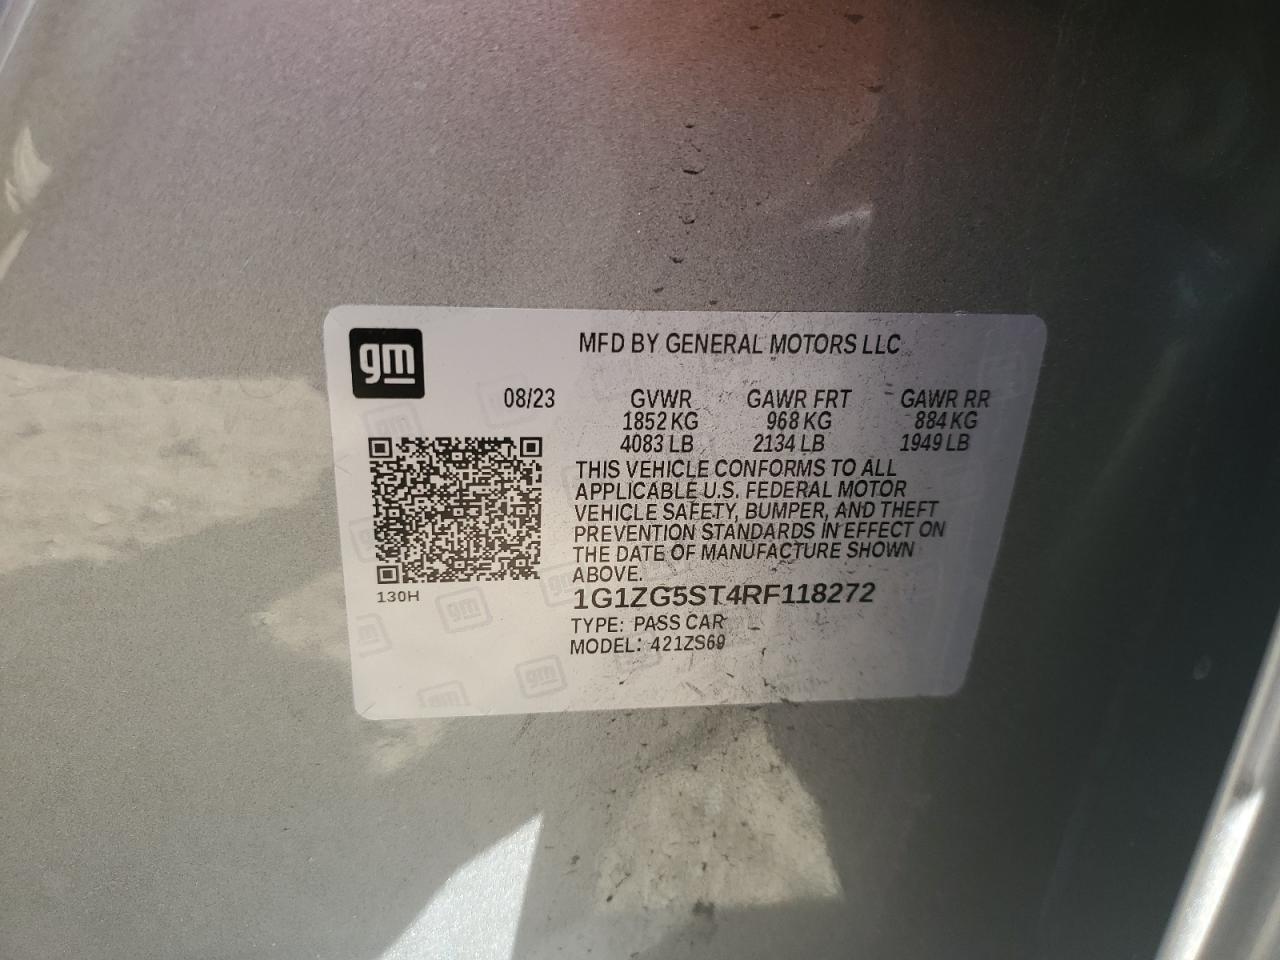 gm
MFD BY GENERAL MOTORS LLC
08/23 GVWR GAWR FRT GAWR RR
1852 KG 968 KG 884 KG
4083 LB 2134 LB 1949 LB
THIS VEHICLE CONFORMS TO ALL
APPLICABLE U.S. FEDERAL MOTOR
VEHICLE SAFETY, BUMPER, AND THEFT
PREVENTION STANDARDS IN EFFECT ON
THE DATE OF MANUFACTURE SHOWN
ABOVE.
130H
1G1ZG5ST4RF118272
TYPE: PASS CAR
MODEL: 421ZS69